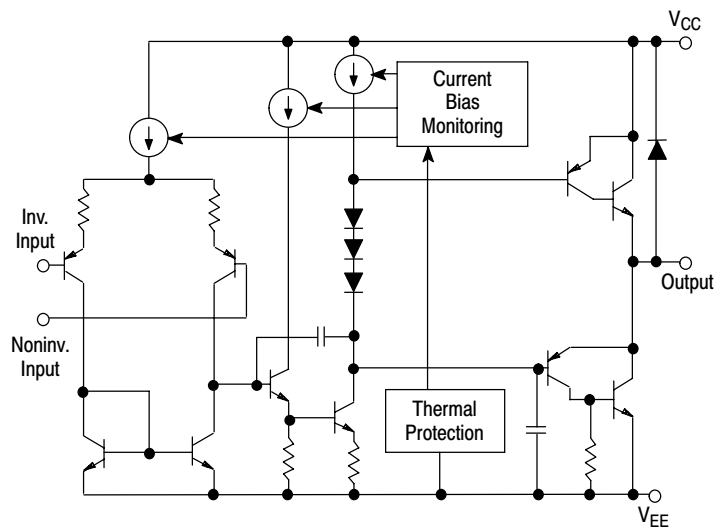 VCC
Current
Bias
Monitoring
Inv.
Input
Output
Noninv.
Input
Thermal
Protection
VEE